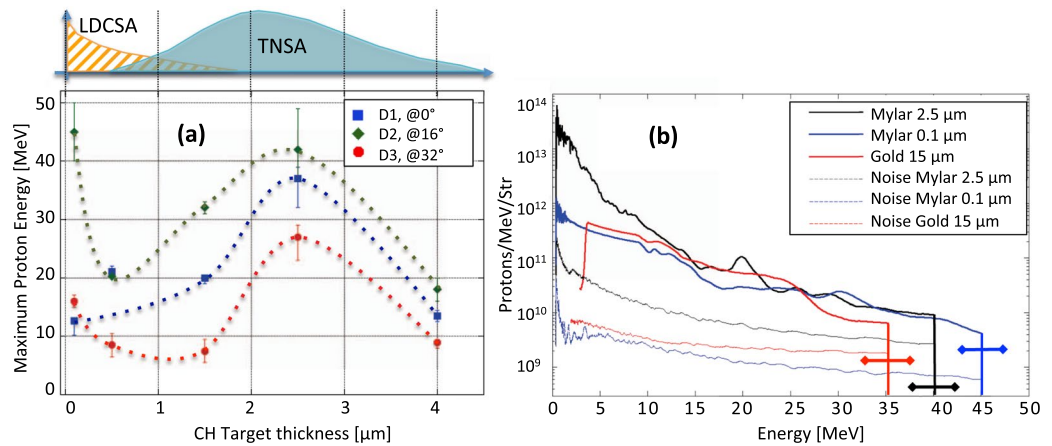 LDCSA
TNSA
Maximum Proton Energy [MeV]
50
40
30
20
10
0
(a)
D1, @0°
D2, @16°
D3, @32°
0
1
2
3
4
CH Target thickness [µm]
Protons/MeV/Str
10¹⁴
10¹³
10¹²
10¹¹
10¹⁰
10⁹
(b)
Mylar 2.5 µm
Mylar 0.1 µm
Gold 15 µm
Noise Mylar 2.5 µm
Noise Mylar 0.1 µm
Noise Gold 15 µm
0
5
10
15
20
25
30
35
40
45
50
Energy [MeV]